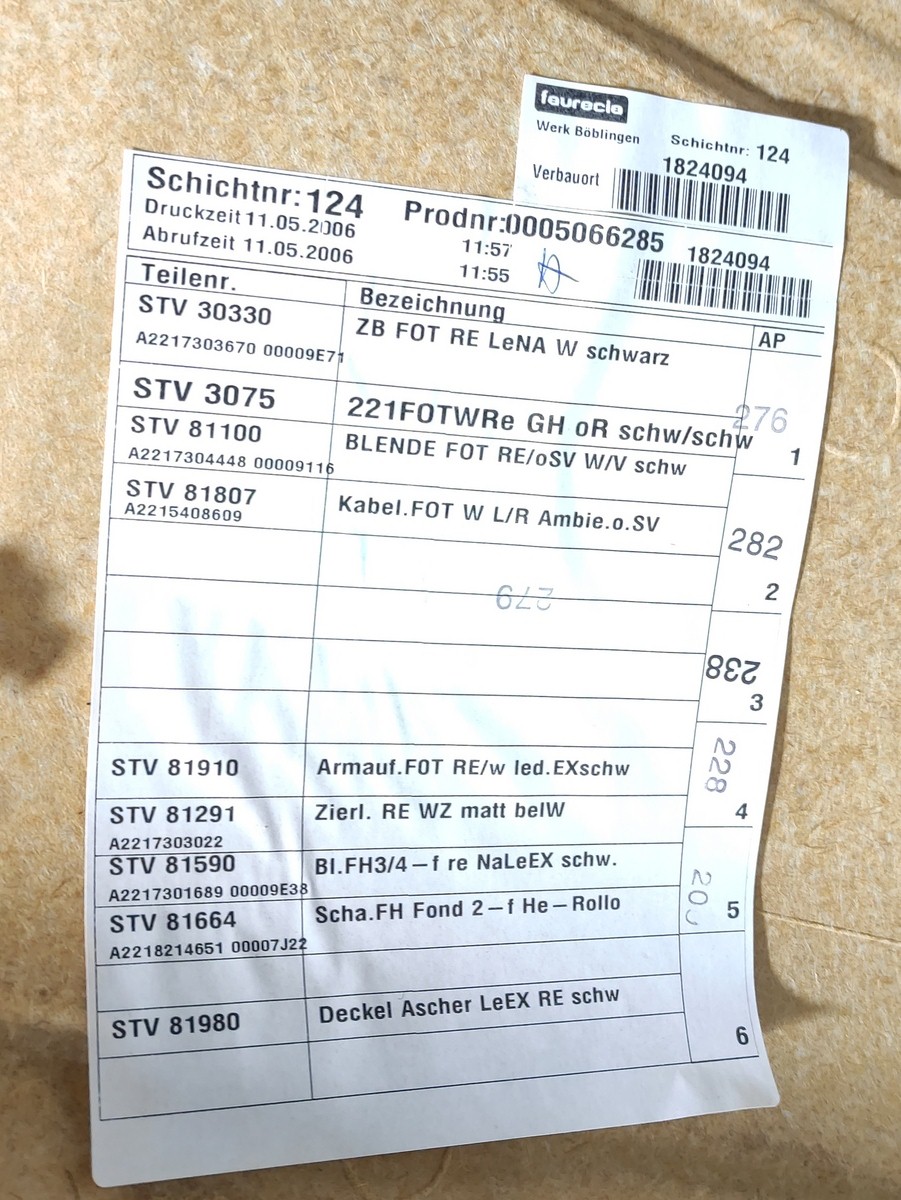 faurecia
Werk Böblingen
Schichtnr: 124
Verbauort
1824094
Schichtnr: 124
Prodnr:0005066285
Druckzeit 11.05.2006 11:57
Abrufzeit 11.05.2006 11:55
1824094
Teilenr.
Bezeichnung
AP
STV 30330
ZB FOT RE LeNA W schwarz
A2217303670 00009E71
276
STV 3075
221FOTWRe GH oR schw/schw
1
STV 81100
BLENDE FOT RE/oSV W/V schw
A2217304448 00009116
STV 81807
Kabel.FOT W L/R Ambie.o.SV
A2215408609
282
2
279
238
3
228
STV 81910
Armauf.FOT RE/w led.EXschw
4
STV 81291
Zierl. RE WZ matt belW
A2217303022
STV 81590
Bl.FH3/4-f re NaLeEX schw.
A2217301689 00009E38
STV 81664
Scha.FH Fond 2-f He-Rollo
5
A2218214651 00007J22
STV 81980
Deckel Ascher LeEX RE schw
6